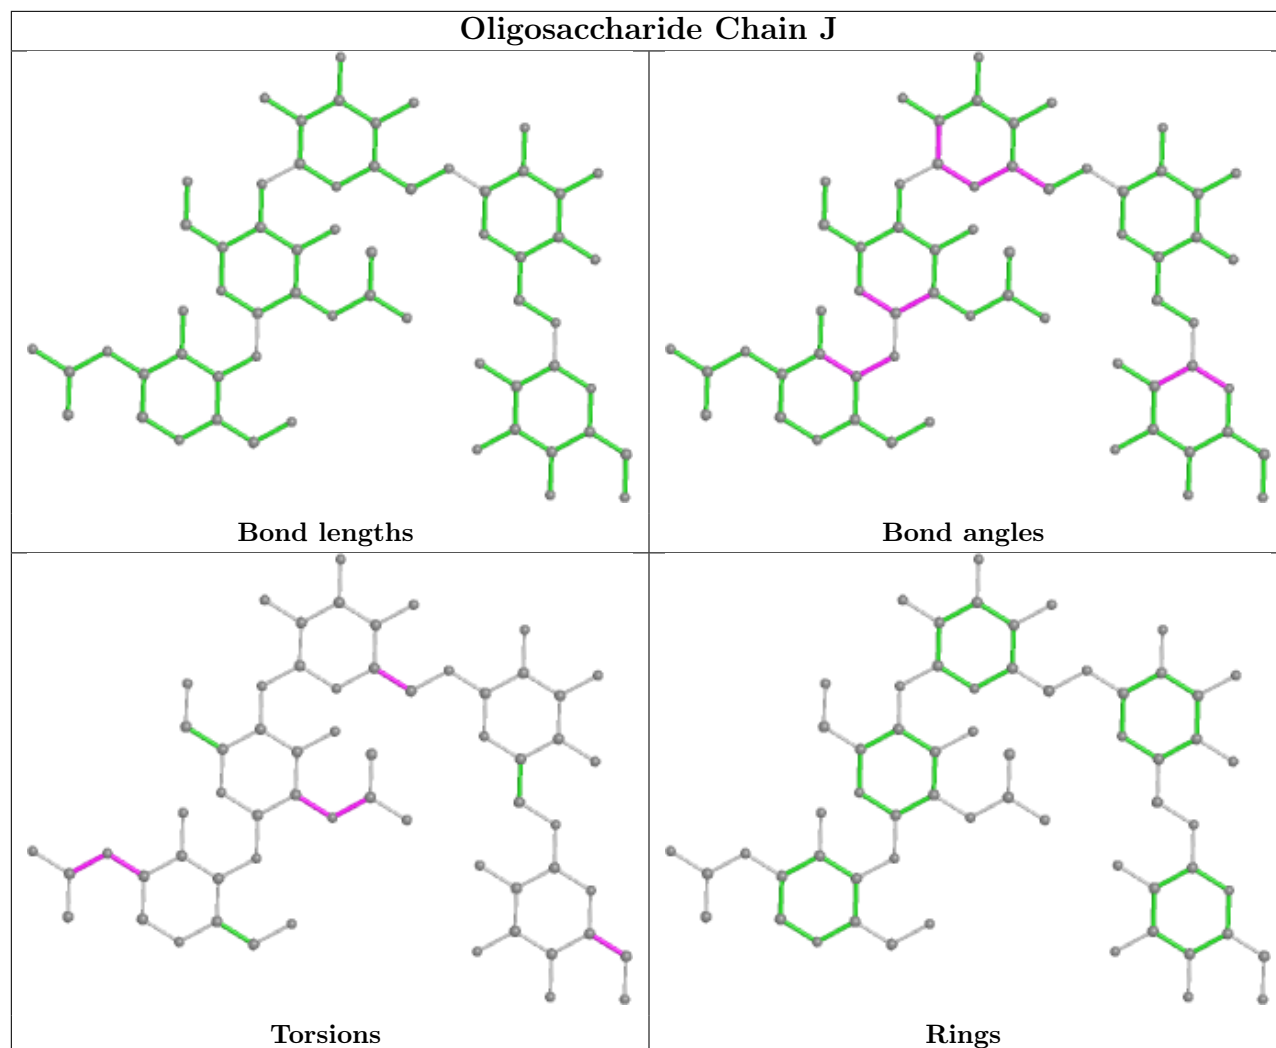 Oligosaccharide Chain J
Bond lengths
Bond angles
Torsions
Rings